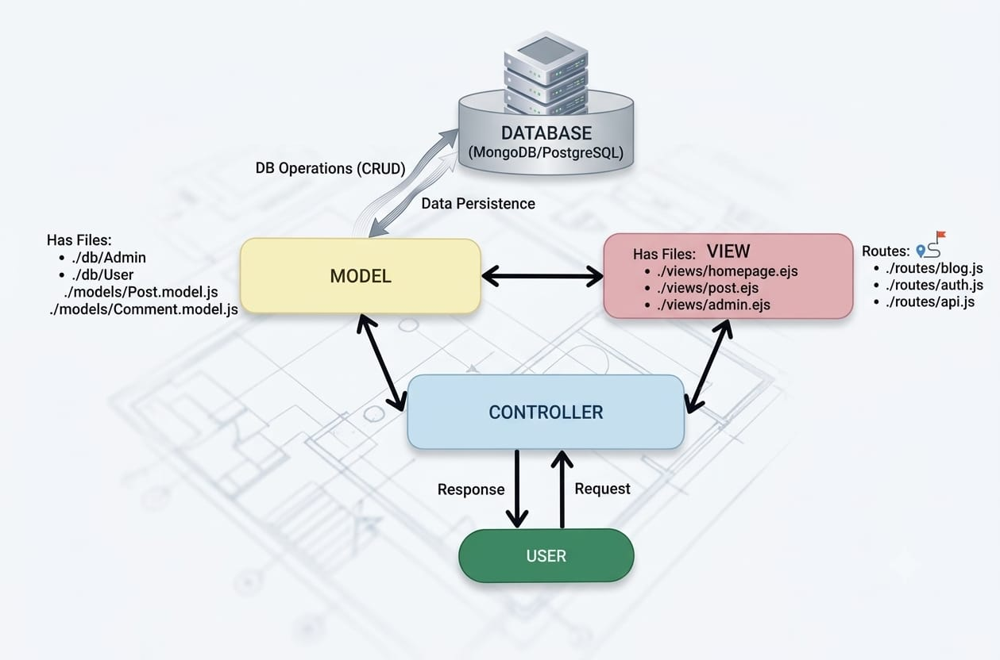 DATABASE
(MongoDB/PostgreSQL)
DB Operations (CRUD)
Data Persistence
Has Files:
• ./db/Admin
• ./db/User
./models/Post.model.js
./models/Comment.model.js
MODEL
Has Files: VIEW
• ./views/homepage.ejs
• ./views/post.ejs
• ./views/admin.ejs
Routes:
• ./routes/blog.js
• ./routes/auth.js
• ./routes/api.js
CONTROLLER
Response
Request
USER